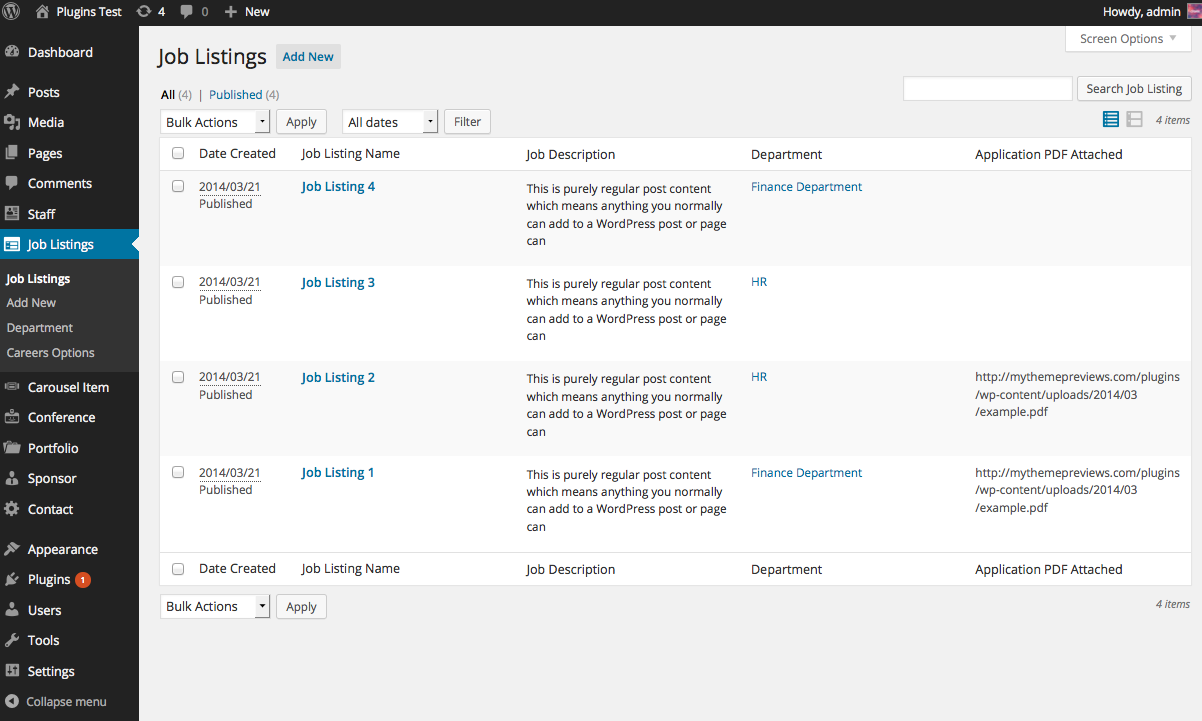 Plugins Test 4 0 New Howdy, admin
Screen Options
Dashboard
Posts
Media
Pages
Comments
Staff
Job Listings
Job Listings
Add New
Department
Careers Options
Carousel Item
Conference
Portfolio
Sponsor
Contact
Appearance
Plugins 1
Users
Tools
Settings
Collapse menu
Job Listings Add New
All (4) | Published (4)
Search Job Listing
Bulk Actions Apply All dates Filter
4 items
Date Created Job Listing Name Job Description Department Application PDF Attached
2014/03/21
Published
Job Listing 4
This is purely regular post content
which means anything you normally
can add to a WordPress post or page
can
Finance Department
2014/03/21
Published
Job Listing 3
This is purely regular post content
which means anything you normally
can add to a WordPress post or page
can
HR
2014/03/21
Published
Job Listing 2
This is purely regular post content
which means anything you normally
can add to a WordPress post or page
can
HR
http://mythemepreviews.com/plugins
/wp-content/uploads/2014/03
/example.pdf
2014/03/21
Published
Job Listing 1
This is purely regular post content
which means anything you normally
can add to a WordPress post or page
can
Finance Department
http://mythemepreviews.com/plugins
/wp-content/uploads/2014/03
/example.pdf
Date Created Job Listing Name Job Description Department Application PDF Attached
Bulk Actions Apply
4 items